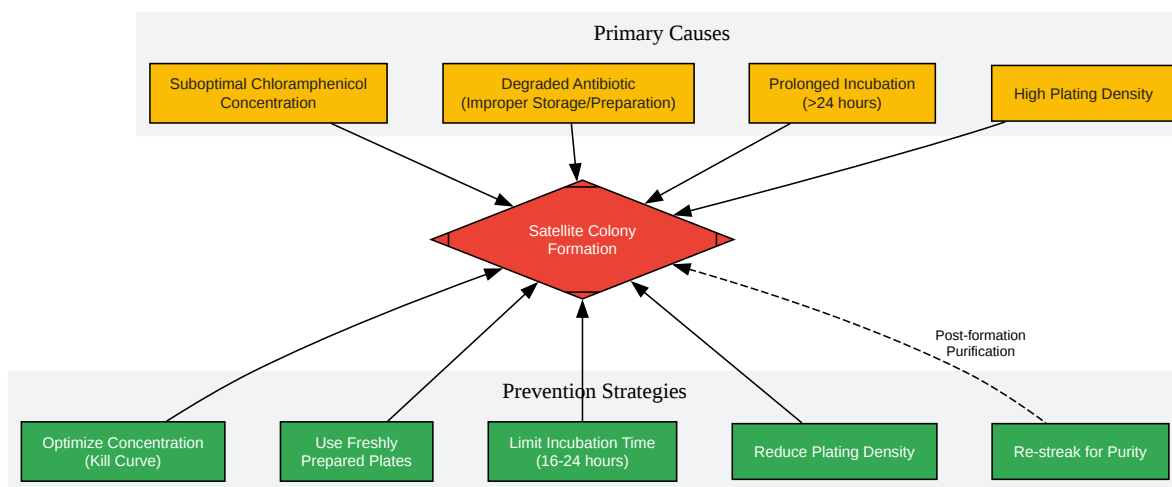 Primary Causes
Suboptimal Chloramphenicol
Concentration
Degraded Antibiotic
(Improper Storage/Preparation)
Prolonged Incubation
(>24 hours)
High Plating Density
Satellite Colony
Formation
Post-formation
Purification
Prevention Strategies
Optimize Concentration
(Kill Curve)
Use Freshly
Prepared Plates
Limit Incubation Time
(16-24 hours)
Reduce Plating Density
Re-streak for Purity